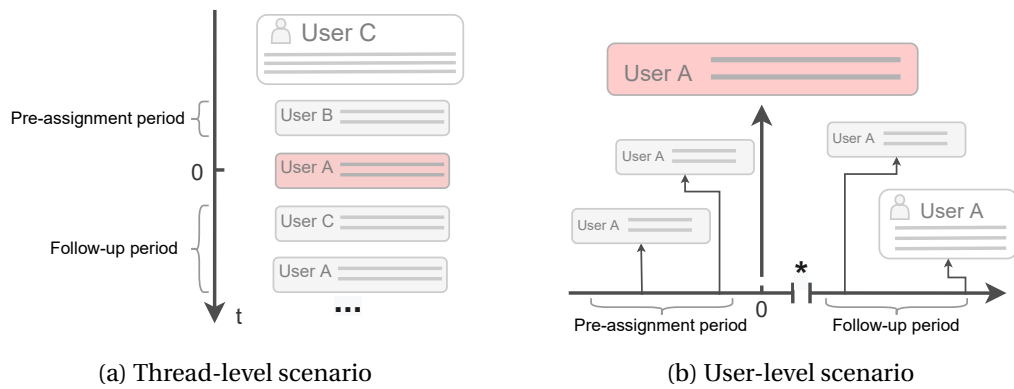 User C
Pre-assignment period
User B
0
User A
Follow-up period
User C
User A
...
t
(a) Thread-level scenario
User A
User A
User A
User A
User A
*
0
Pre-assignment period
Follow-up period
(b) User-level scenario